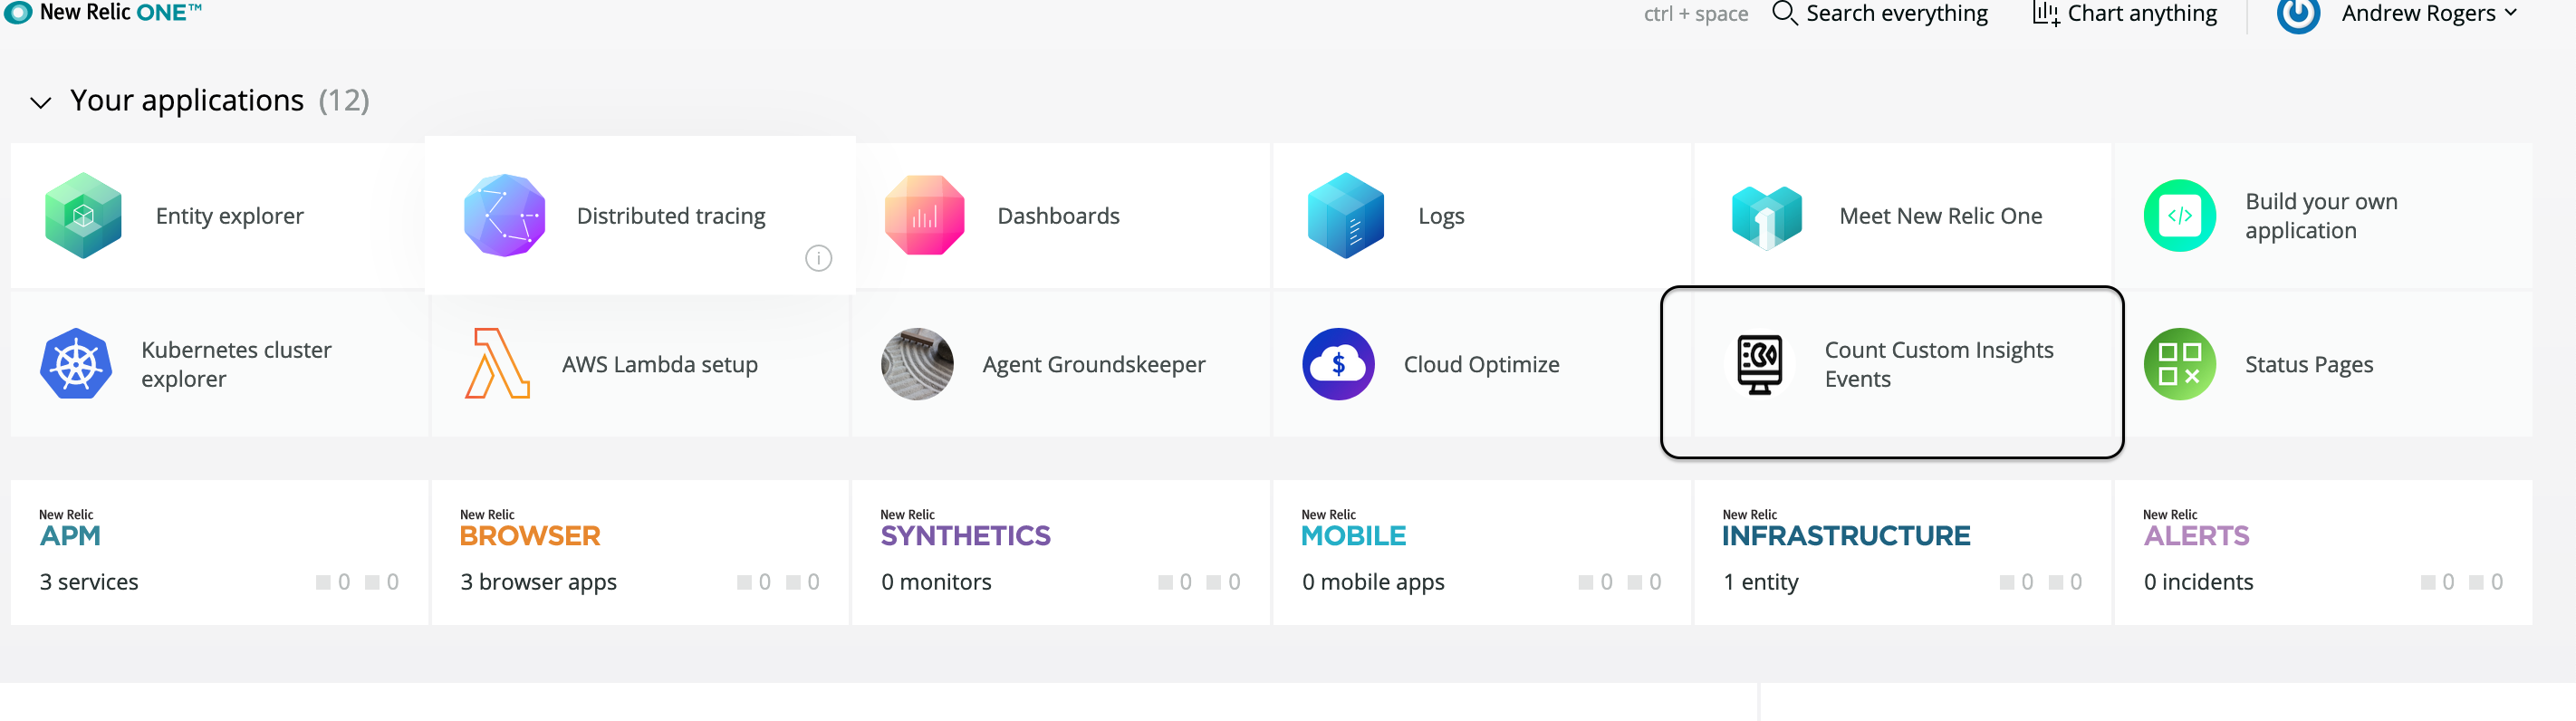 New Relic ONE™
ctrl + space Search everything Chart anything Andrew Rogers
Your applications (12)
Entity explorer
Distributed tracing
Dashboards
Logs
Meet New Relic One
Build your own
application
Kubernetes cluster
explorer
AWS Lambda setup
Agent Groundskeeper
Cloud Optimize
Count Custom Insights
Events
Status Pages
New Relic
APM
3 services 0 0
New Relic
BROWSER
3 browser apps 0 0
New Relic
SYNTHETICS
0 monitors 0 0
New Relic
MOBILE
0 mobile apps 0 0
New Relic
INFRASTRUCTURE
1 entity 0 0
New Relic
ALERTS
0 incidents 0 0